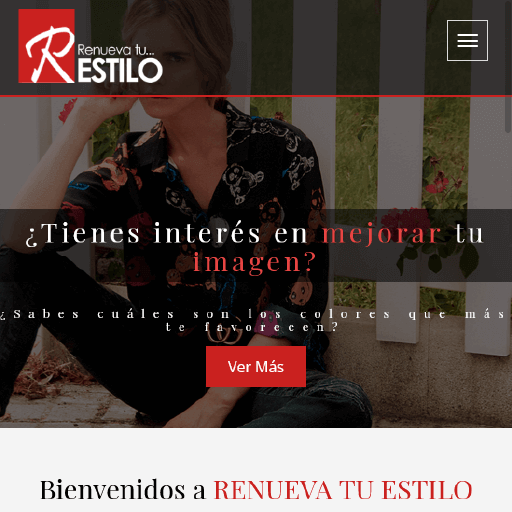 Renueva tu...
RESTILO
¿Tienes interés en mejorar tu
imagen?
¿Sabes cuáles son los colores que más
te favorecen?
Ver Más
Bienvenidos a RENUEVA TU ESTILO